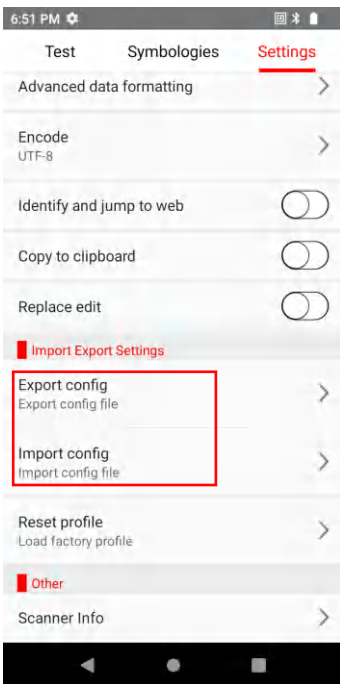 6:51 PM
Test Symbologies Settings
Advanced data formatting
Encode
UTF-8
Identify and jump to web
Copy to clipboard
Replace edit
Import Export Settings
Export config
Export config file
Import config
Import config file
Reset profile
Load factory profile
Other
Scanner Info